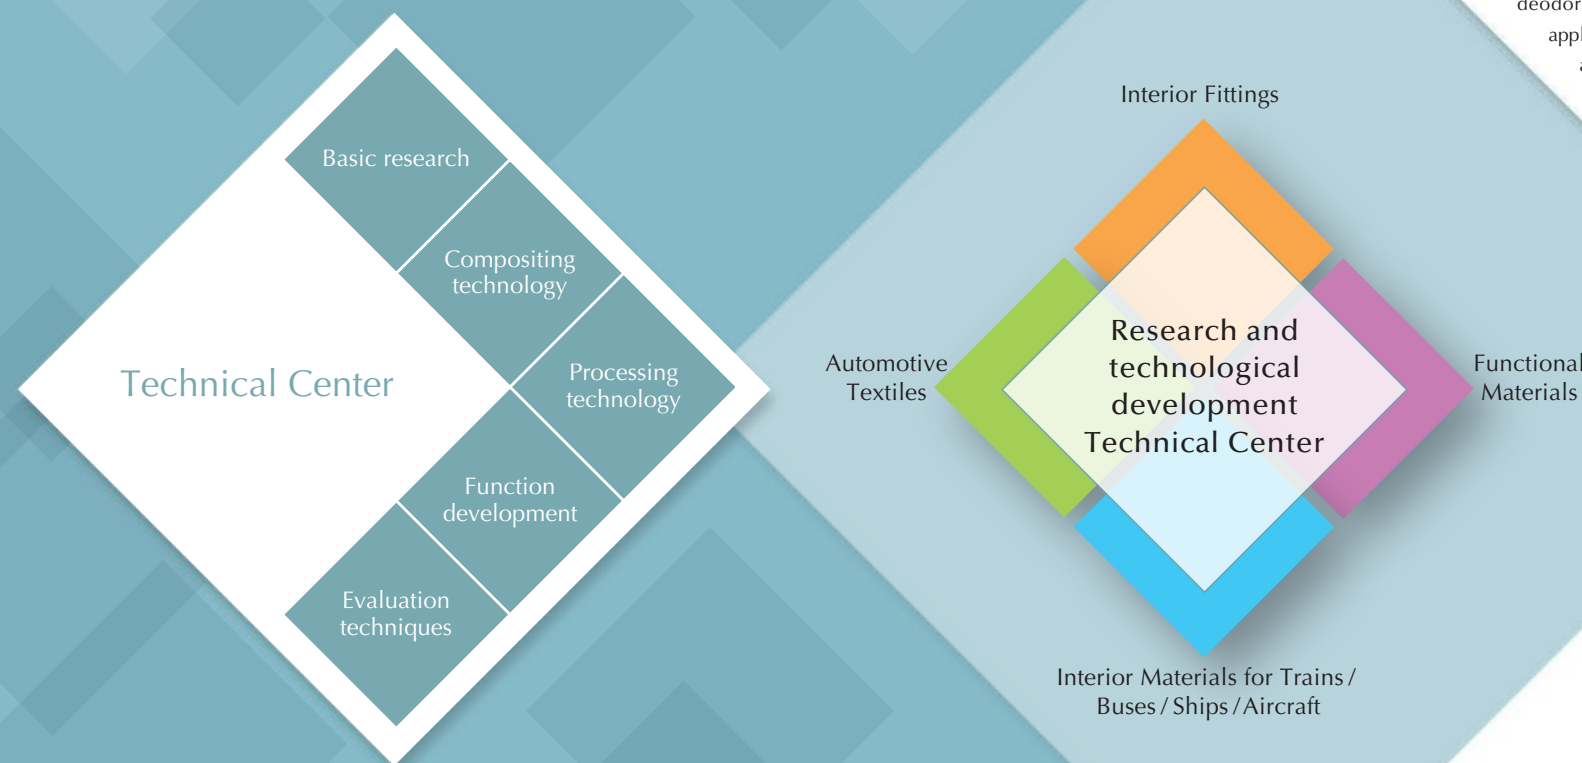 Technical Center
Basic research
Compositing
technology
Processing
technology
Function
development
Evaluation
techniques
Interior Fittings
Automotive
Textiles
Research and
technological
development
Technical Center
Functional
Materials
Interior Materials for Trains /
Buses / Ships / Aircraft